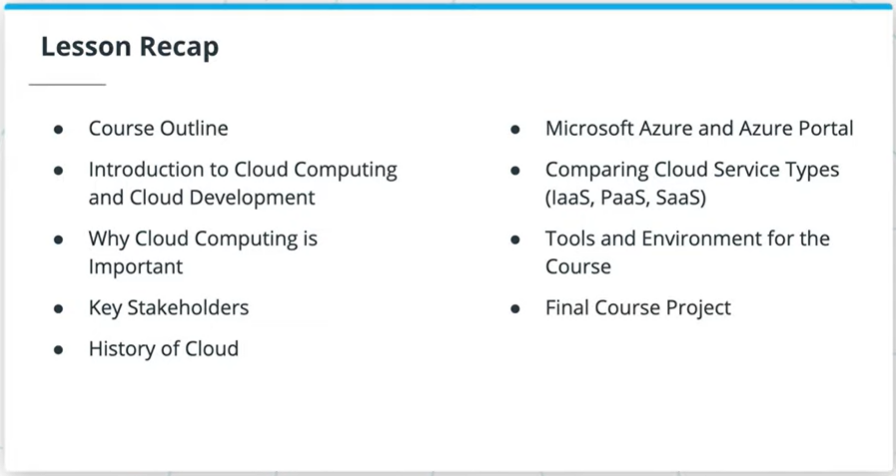 Lesson Recap
● Course Outline
● Introduction to Cloud Computing
and Cloud Development
● Why Cloud Computing is
Important
● Key Stakeholders
● History of Cloud
● Microsoft Azure and Azure Portal
● Comparing Cloud Service Types
(IaaS, PaaS, SaaS)
● Tools and Environment for the
Course
● Final Course Project